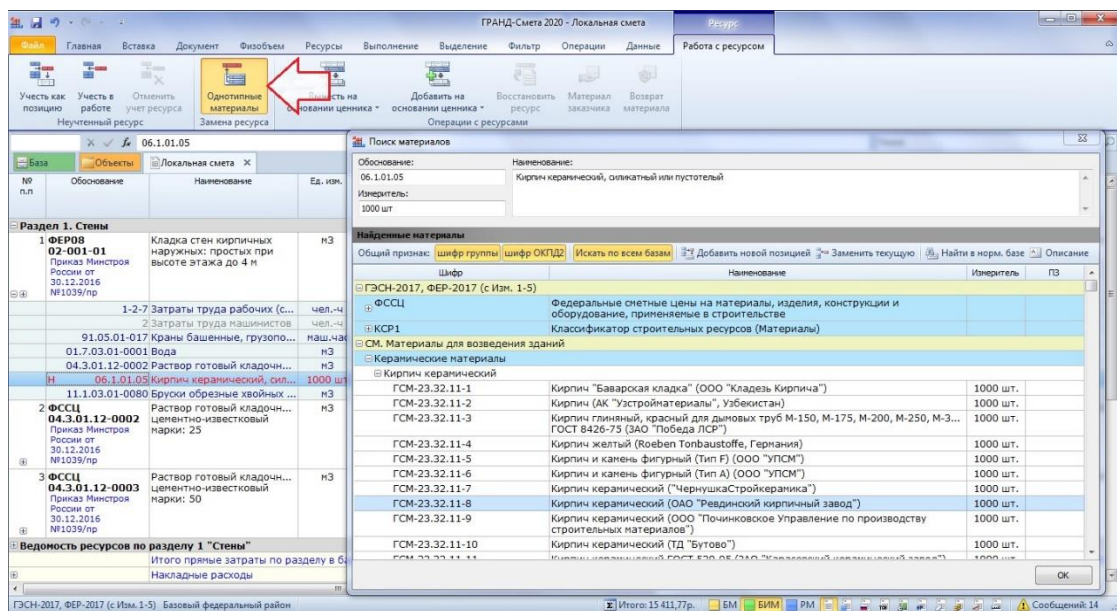 ГРАНД-Смета 2020 - Локальная смета
Ресурс
Файл Главная Вставка Документ Физобъем Ресурсы Выполнение Выделение Фильтр Операции Данные Работа с ресурсом
Учесть как позицию
Учесть в работе
Отменить учет ресурса
Однотипные материалы
основании ценника
Добавить на основании ценника
Восстановить ресурс
Материал заказчика
Возврат материала
Неучтенный ресурс
Замена ресурса
Операции с ресурсами
fx 06.1.01.05
База Объекты Локальная смета
№ п.п Обоснование Наименование Ед. изм.
Раздел 1. Стены
1 ФЕР08 Кладка стен кирпичных м3
02-001-01 наружных: простых при
Приказ Минстроя высоте этажа до 4 м
России от
30.12.2016
№1039/пр
1-2-7 Затраты труда рабочих (с... чел.-ч
2 Затраты труда машинистов чел.-ч
91.05.01-017 Краны башенные, грузопо... маш.час
01.7.03.01-0001 Вода м3
04.3.01.12-0002 Раствор готовый кладочн... м3
Н 06.1.01.05 Кирпич керамический, сил... 1000 шт
11.1.03.01-0080 Бруски обрезные хвойных ... м3
2 ФССЦ Раствор готовый кладочн... м3
04.3.01.12-0002 цементно-известковый
Приказ Минстроя марки: 25
России от
30.12.2016
№1039/пр
3 ФССЦ Раствор готовый кладочн... м3
04.3.01.12-0003 цементно-известковый
Приказ Минстроя марки: 50
России от
30.12.2016
№1039/пр
Ведомость ресурсов по разделу 1 "Стены"
Итого прямые затраты по разделу в
Накладные расходы
Поиск материалов
Обоснование: Наименование:
06.1.01.05 Кирпич керамический, силикатный или пустотелый
Измеритель:
1000 шт
Найденные материалы
Общий признак: шифр группы шифр ОКПД2 Искать по всем базам Добавить новой позицией Заменить текущую Найти в норм. базе Описание
Шифр Наименование Измеритель ПЗ
ГЭСН-2017, ФЕР-2017 (с Изм. 1-5)
ФССЦ Федеральные сметные цены на материалы, изделия, конструкции и
оборудование, применяемые в строительстве
КСР1 Классификатор строительных ресурсов (Материалы)
СМ. Материалы для возведения зданий
Керамические материалы
Кирпич керамический
ГСМ-23.32.11-1 Кирпич "Баварская кладка" (ООО "Кладезь Кирпича") 1000 шт.
ГСМ-23.32.11-2 Кирпич (АК "Узстройматериалы", Узбекистан) 1000 шт.
ГСМ-23.32.11-3 Кирпич глиняный, красный для дымовых труб М-150, М-175, М-200, М-250, М-3... 1000 шт.
ГОСТ 8426-75 (ЗАО "Победа ЛСР")
ГСМ-23.32.11-4 Кирпич желтый (Roeben Tonbaustoffe, Германия) 1000 шт.
ГСМ-23.32.11-5 Кирпич и камень фигурный (Тип F) (ООО "УПСМ") 1000 шт.
ГСМ-23.32.11-6 Кирпич и камень фигурный (Тип А) (ООО "УПСМ") 1000 шт.
ГСМ-23.32.11-7 Кирпич керамический ("ЧернушкаСтройкерамика") 1000 шт.
ГСМ-23.32.11-8 Кирпич керамический (ОАО "Ревдинский кирпичный завод") 1000 шт.
ГСМ-23.32.11-9 Кирпич керамический (ООО "Починковское Управление по производству 1000 шт.
строительных материалов")
ГСМ-23.32.11-10 Кирпич керамический (ТД "Бутово") 1000 шт.
ОК
ГЭСН-2017, ФЕР-2017 (с Изм. 1-5) Базовый федеральный район
Итого: 15 411,77р. БМ БИМ РМ Сообщений: 14